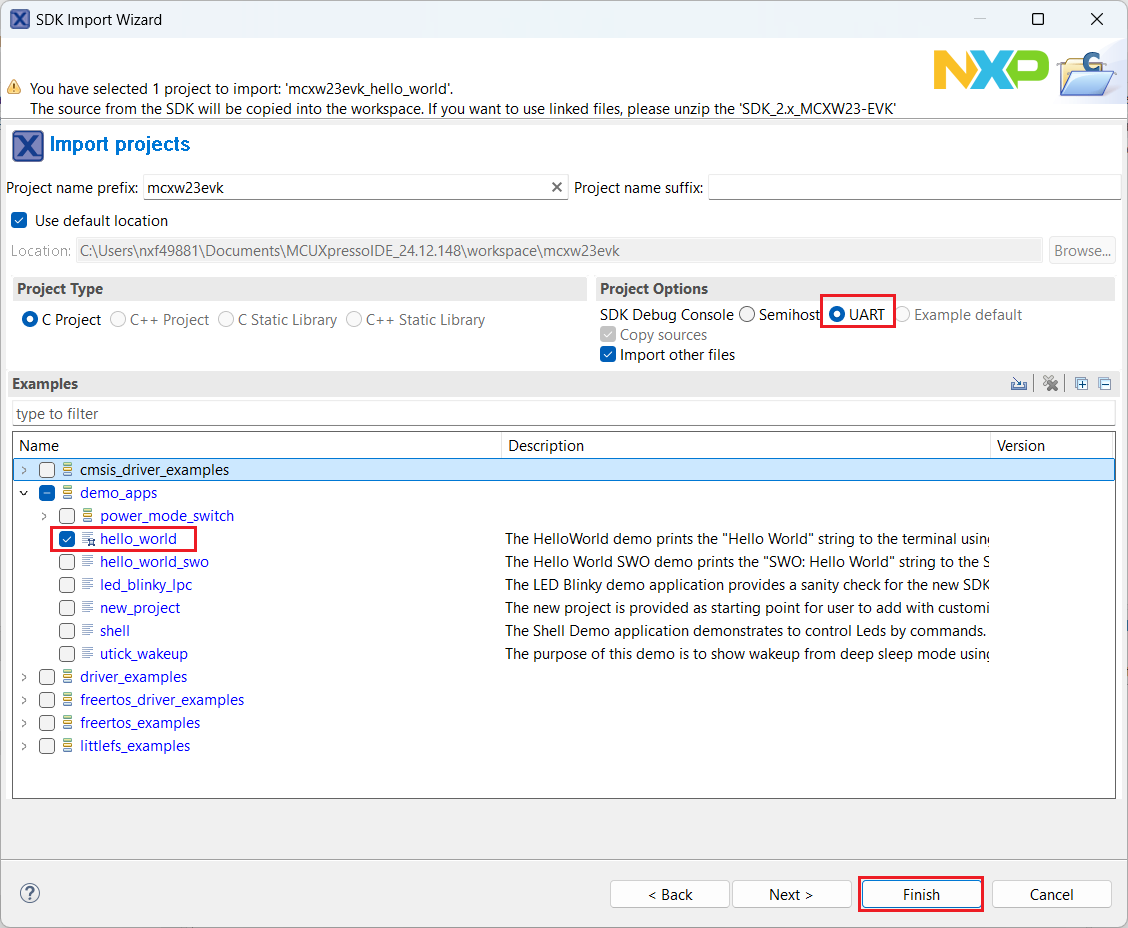 SDK Import Wizard
NXP
You have selected 1 project to import: 'mcxw23evk_hello_world'.
The source from the SDK will be copied into the workspace. If you want to use linked files, please unzip the 'SDK_2.x_MCXW23-EVK'
Import projects
Project name prefix: mcxw23evk Project name suffix:
Use default location
Location: C:\Users\nxf49881\Documents\MCUXpressoIDE_24.12.148\workspace\mcxw23evk Browse...
Project Type Project Options
C Project C++ Project C Static Library C++ Static Library SDK Debug Console Semihost UART Example default
Copy sources
Import other files
Examples
type to filter
Name Description Version
cmsis_driver_examples
demo_apps
power_mode_switch
hello_world The HelloWorld demo prints the "Hello World" string to the terminal using
hello_world_swo The Hello World SWO demo prints the "SWO: Hello World" string to the S
led_blinky_lpc The LED Blinky demo application provides a sanity check for the new SDK
new_project The new project is provided as starting point for user to add with customi
shell The Shell Demo application demonstrates to control Leds by commands.
utick_wakeup The purpose of this demo is to show wakeup from deep sleep mode using
driver_examples
freertos_driver_examples
freertos_examples
littlefs_examples
? < Back Next > Finish Cancel